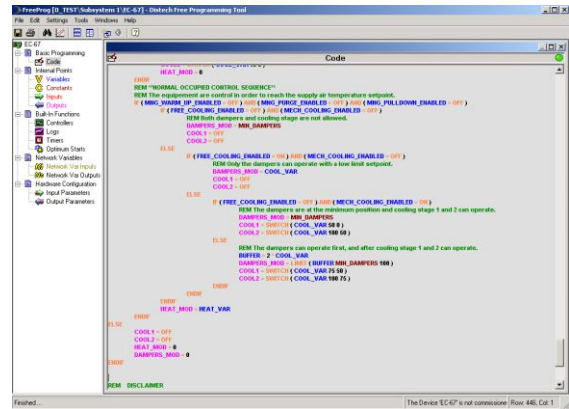 FreeProg [D_TEST\Subsystem 1\EC-67] - Distech Free Programming Tool
File Edit Settings Tools Windows Help
EC-67
Basic Programming
Code
Internal Points
Variables
Constants
Inputs
Outputs
Built-In Functions
Controllers
Logs
Timers
Optimum Starts
Network Variables
Network Var Inputs
Network Var Outputs
Hardware Configuration
Input Parameters
Output Parameters
Code
HEAT_MOD = 0
ENDIF
REM "NORMAL OCCUPIED CONTROL SEQUENCE"
REM The equipement are control in order to reach the supply air temperature setpoint.
IF ( MNG_WARM_UP_ENABLED = OFF ) AND ( MNG_PURGE_ENABLED = OFF ) AND ( MNG_PULLDOWN_ENABLED = OFF )
IF ( FREE_COOLING_ENABLED = OFF ) AND ( MECH_COOLING_ENABLED = OFF )
REM Both dampers and cooling stage are not allowed.
DAMPERS_MOD = MIN_DAMPERS
COOL1 = OFF
COOL2 = OFF
ELSE
IF ( FREE_COOLING_ENABLED = ON ) AND ( MECH_COOLING_ENABLED = OFF )
REM Only the dampers can operate with a low limit setpoint.
DAMPERS_MOD = COOL_VAR
COOL1 = OFF
COOL2 = OFF
ELSE
IF ( FREE_COOLING_ENABLED = OFF ) AND ( MECH_COOLING_ENABLED = ON )
REM The dampers are at the minimum position and cooling stage 1 and 2 can operate.
DAMPERS_MOD = MIN_DAMPERS
COOL1 = SWITCH ( COOL_VAR 50 0 )
COOL2 = SWITCH ( COOL_VAR 100 50 )
ELSE
REM The dampers can operate first, and after cooling stage 1 and 2 can operate.
BUFFER = 2 * COOL_VAR
DAMPERS_MOD = LIMIT ( BUFFER MIN_DAMPERS 100 )
COOL1 = SWITCH ( COOL_VAR 75 50 )
COOL2 = SWITCH ( COOL_VAR 100 75 )
ENDIF
ENDIF
ENDIF
HEAT_MOD = HEAT_VAR
ENDIF
ELSE
COOL1 = OFF
COOL2 = OFF
HEAT_MOD = 0
DAMPERS_MOD = 0
ENDIF
REM DISCLAIMER
Finished...
The Device 'EC-67' is not commissione Row: 446, Col: 1